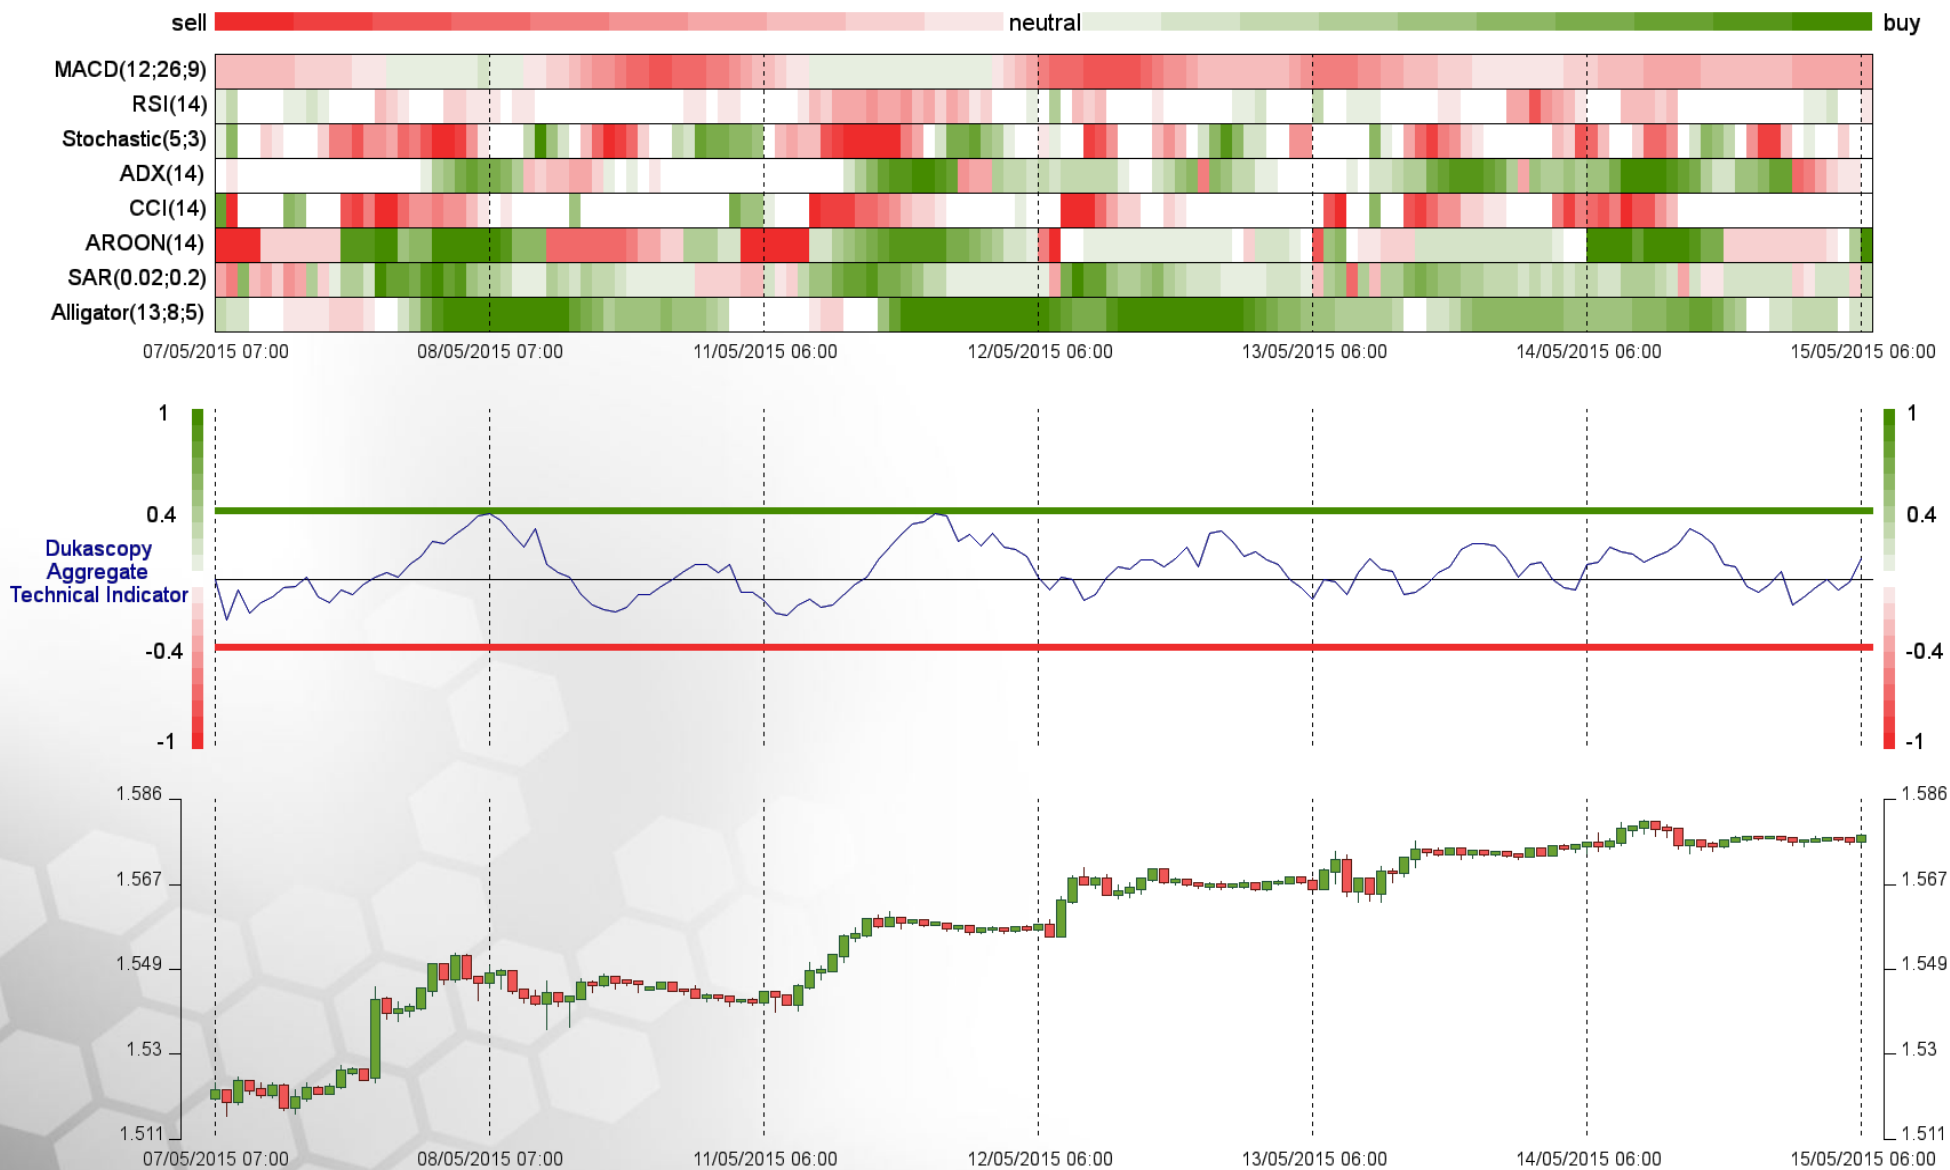 sell neutral buy
MACD(12;26;9)
RSI(14)
Stochastic(5;3)
ADX(14)
CCI(14)
AROON(14)
SAR(0.02;0.2)
Alligator(13;8;5)
07/05/2015 07:00 08/05/2015 07:00 11/05/2015 06:00 12/05/2015 06:00 13/05/2015 06:00 14/05/2015 06:00 15/05/2015 06:00
1 1
0.4 0.4
Dukascopy
Aggregate
Technical Indicator
-0.4 -0.4
-1 -1
1.586 1.586
1.567 1.567
1.549 1.549
1.53 1.53
1.511 1.511
07/05/2015 07:00 08/05/2015 07:00 11/05/2015 06:00 12/05/2015 06:00 13/05/2015 06:00 14/05/2015 06:00 15/05/2015 06:00